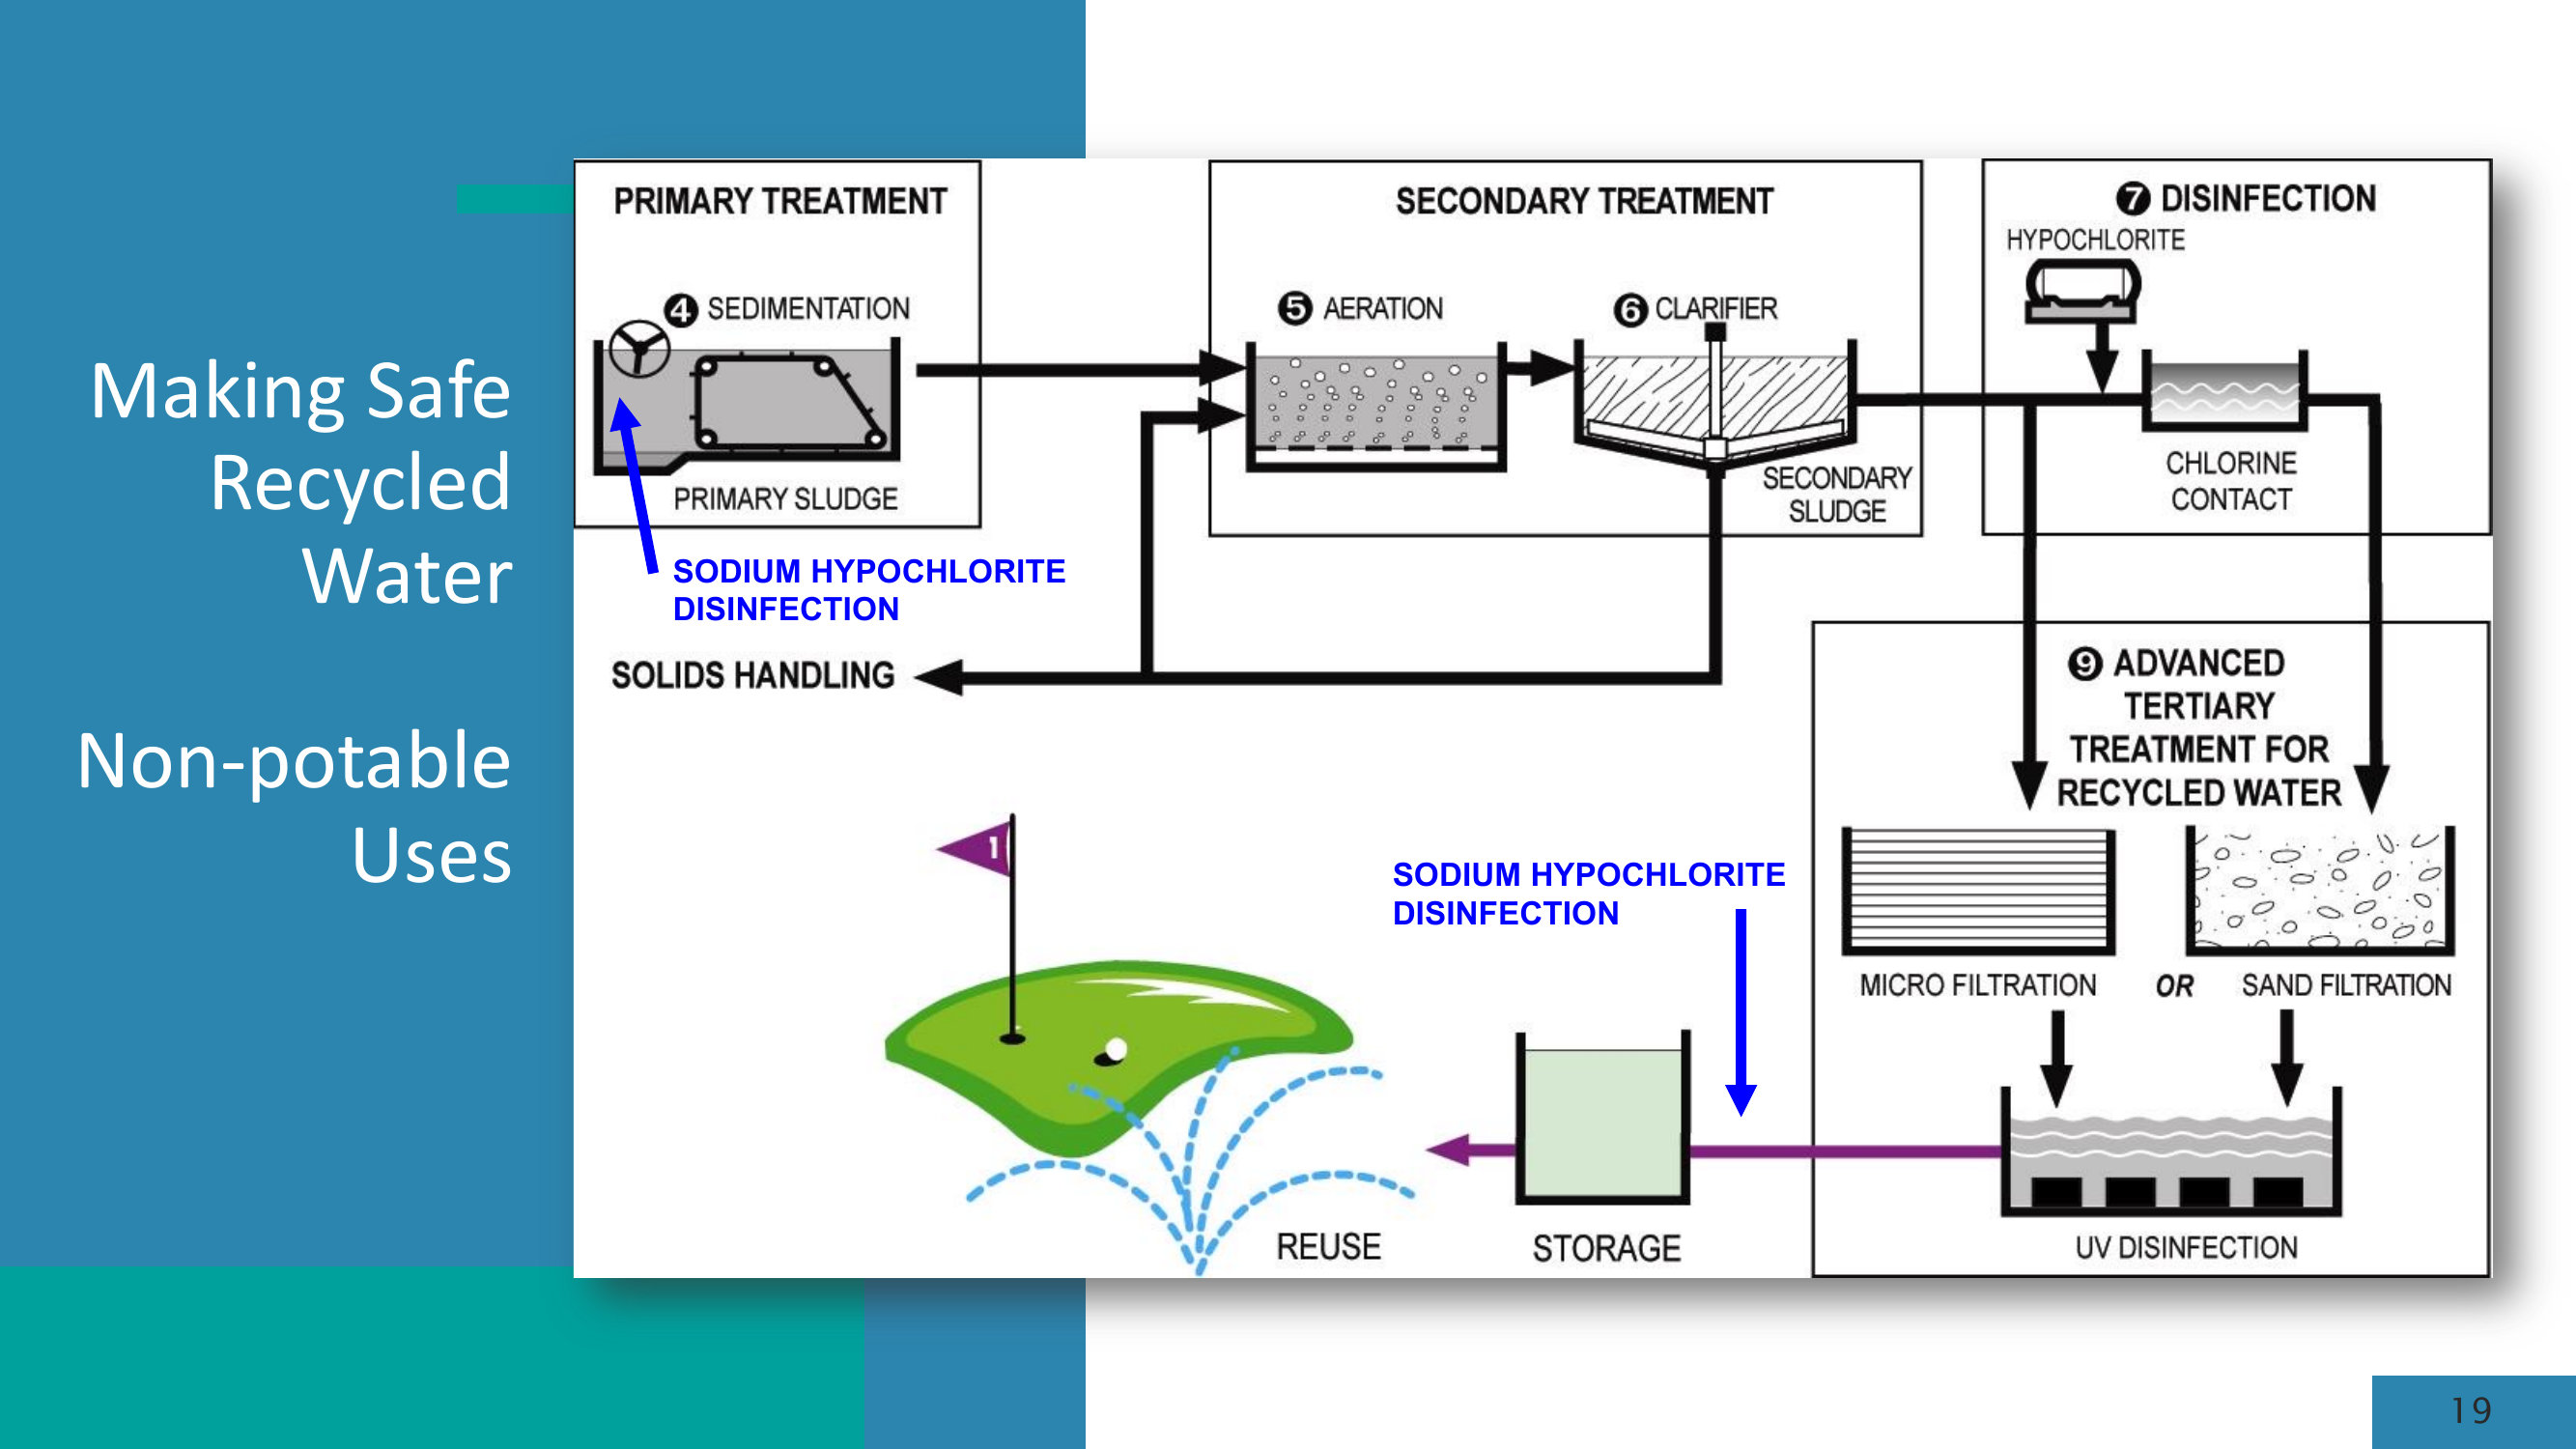 Making Safe
Recycled
Water
Non-potable
Uses
PRIMARY TREATMENT
4 SEDIMENTATION
PRIMARY SLUDGE
SODIUM HYPOCHLORITE
DISINFECTION
SOLIDS HANDLING
SECONDARY TREATMENT
5 AERATION
6 CLARIFIER
SECONDARY
SLUDGE
7 DISINFECTION
HYPOCHLORITE
CHLORINE
CONTACT
9 ADVANCED
TERTIARY
TREATMENT FOR
RECYCLED WATER
MICRO FILTRATION OR SAND FILTRATION
UV DISINFECTION
SODIUM HYPOCHLORITE
DISINFECTION
STORAGE
REUSE
1
19